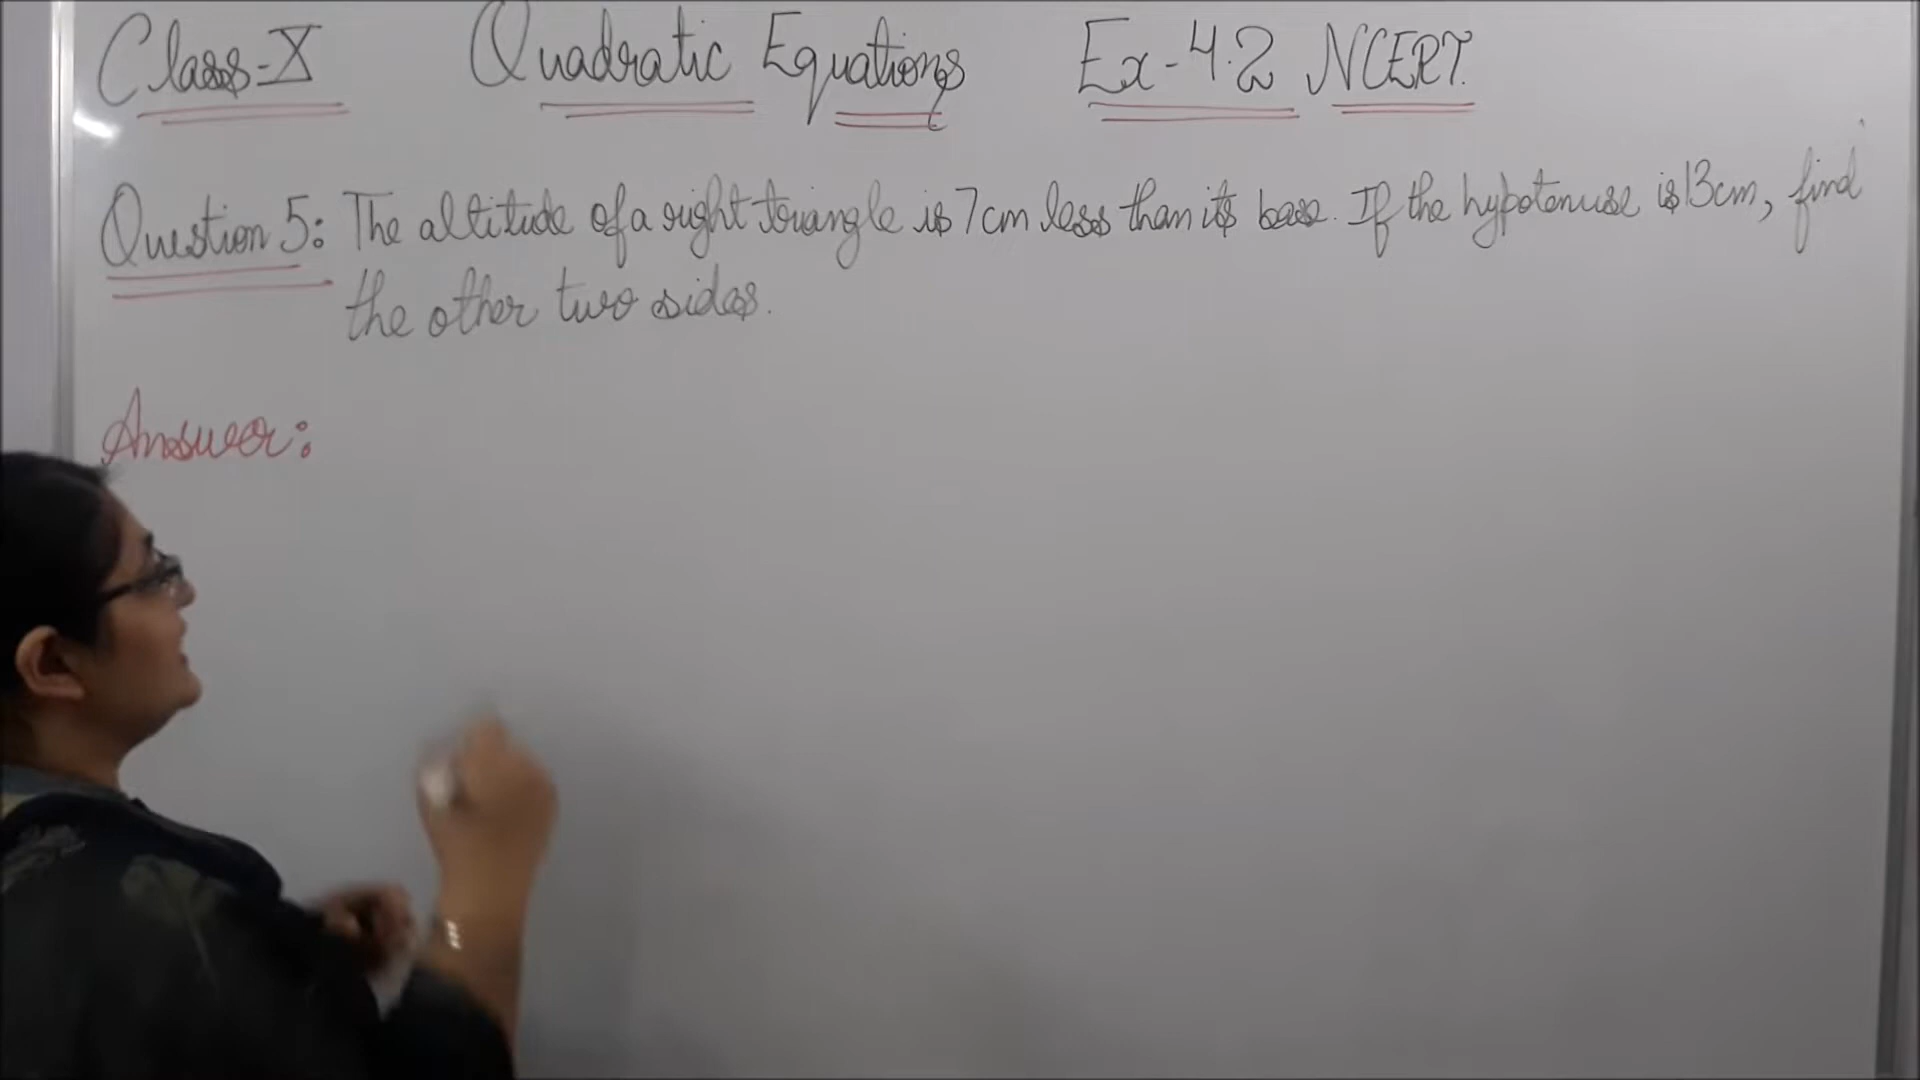 Class-X Quadratic Equations Ex-4.2 NCERT.
Question 5: The altitude of a right triangle is 7cm less than its base. If the hypotenuse is 13cm, find
the other two sides.
Answer: